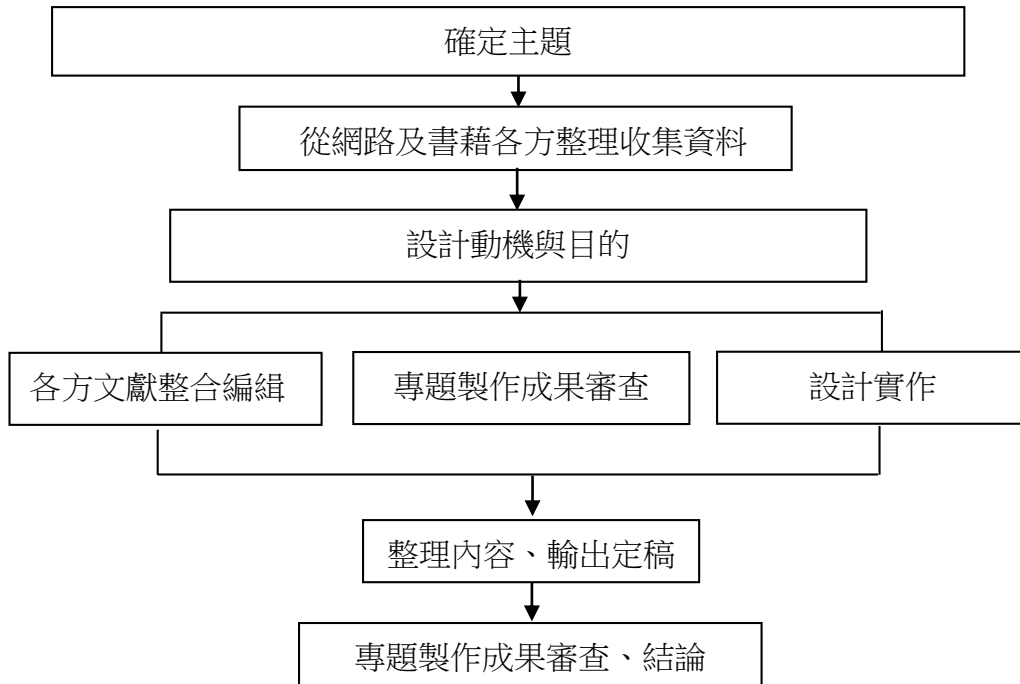 確定主題
從網路及書藉各方整理收集資料
設計動機與目的
各方文獻整合編緝
專題製作成果審查
設計實作
整理內容、輸出定稿
專題製作成果審查、結論